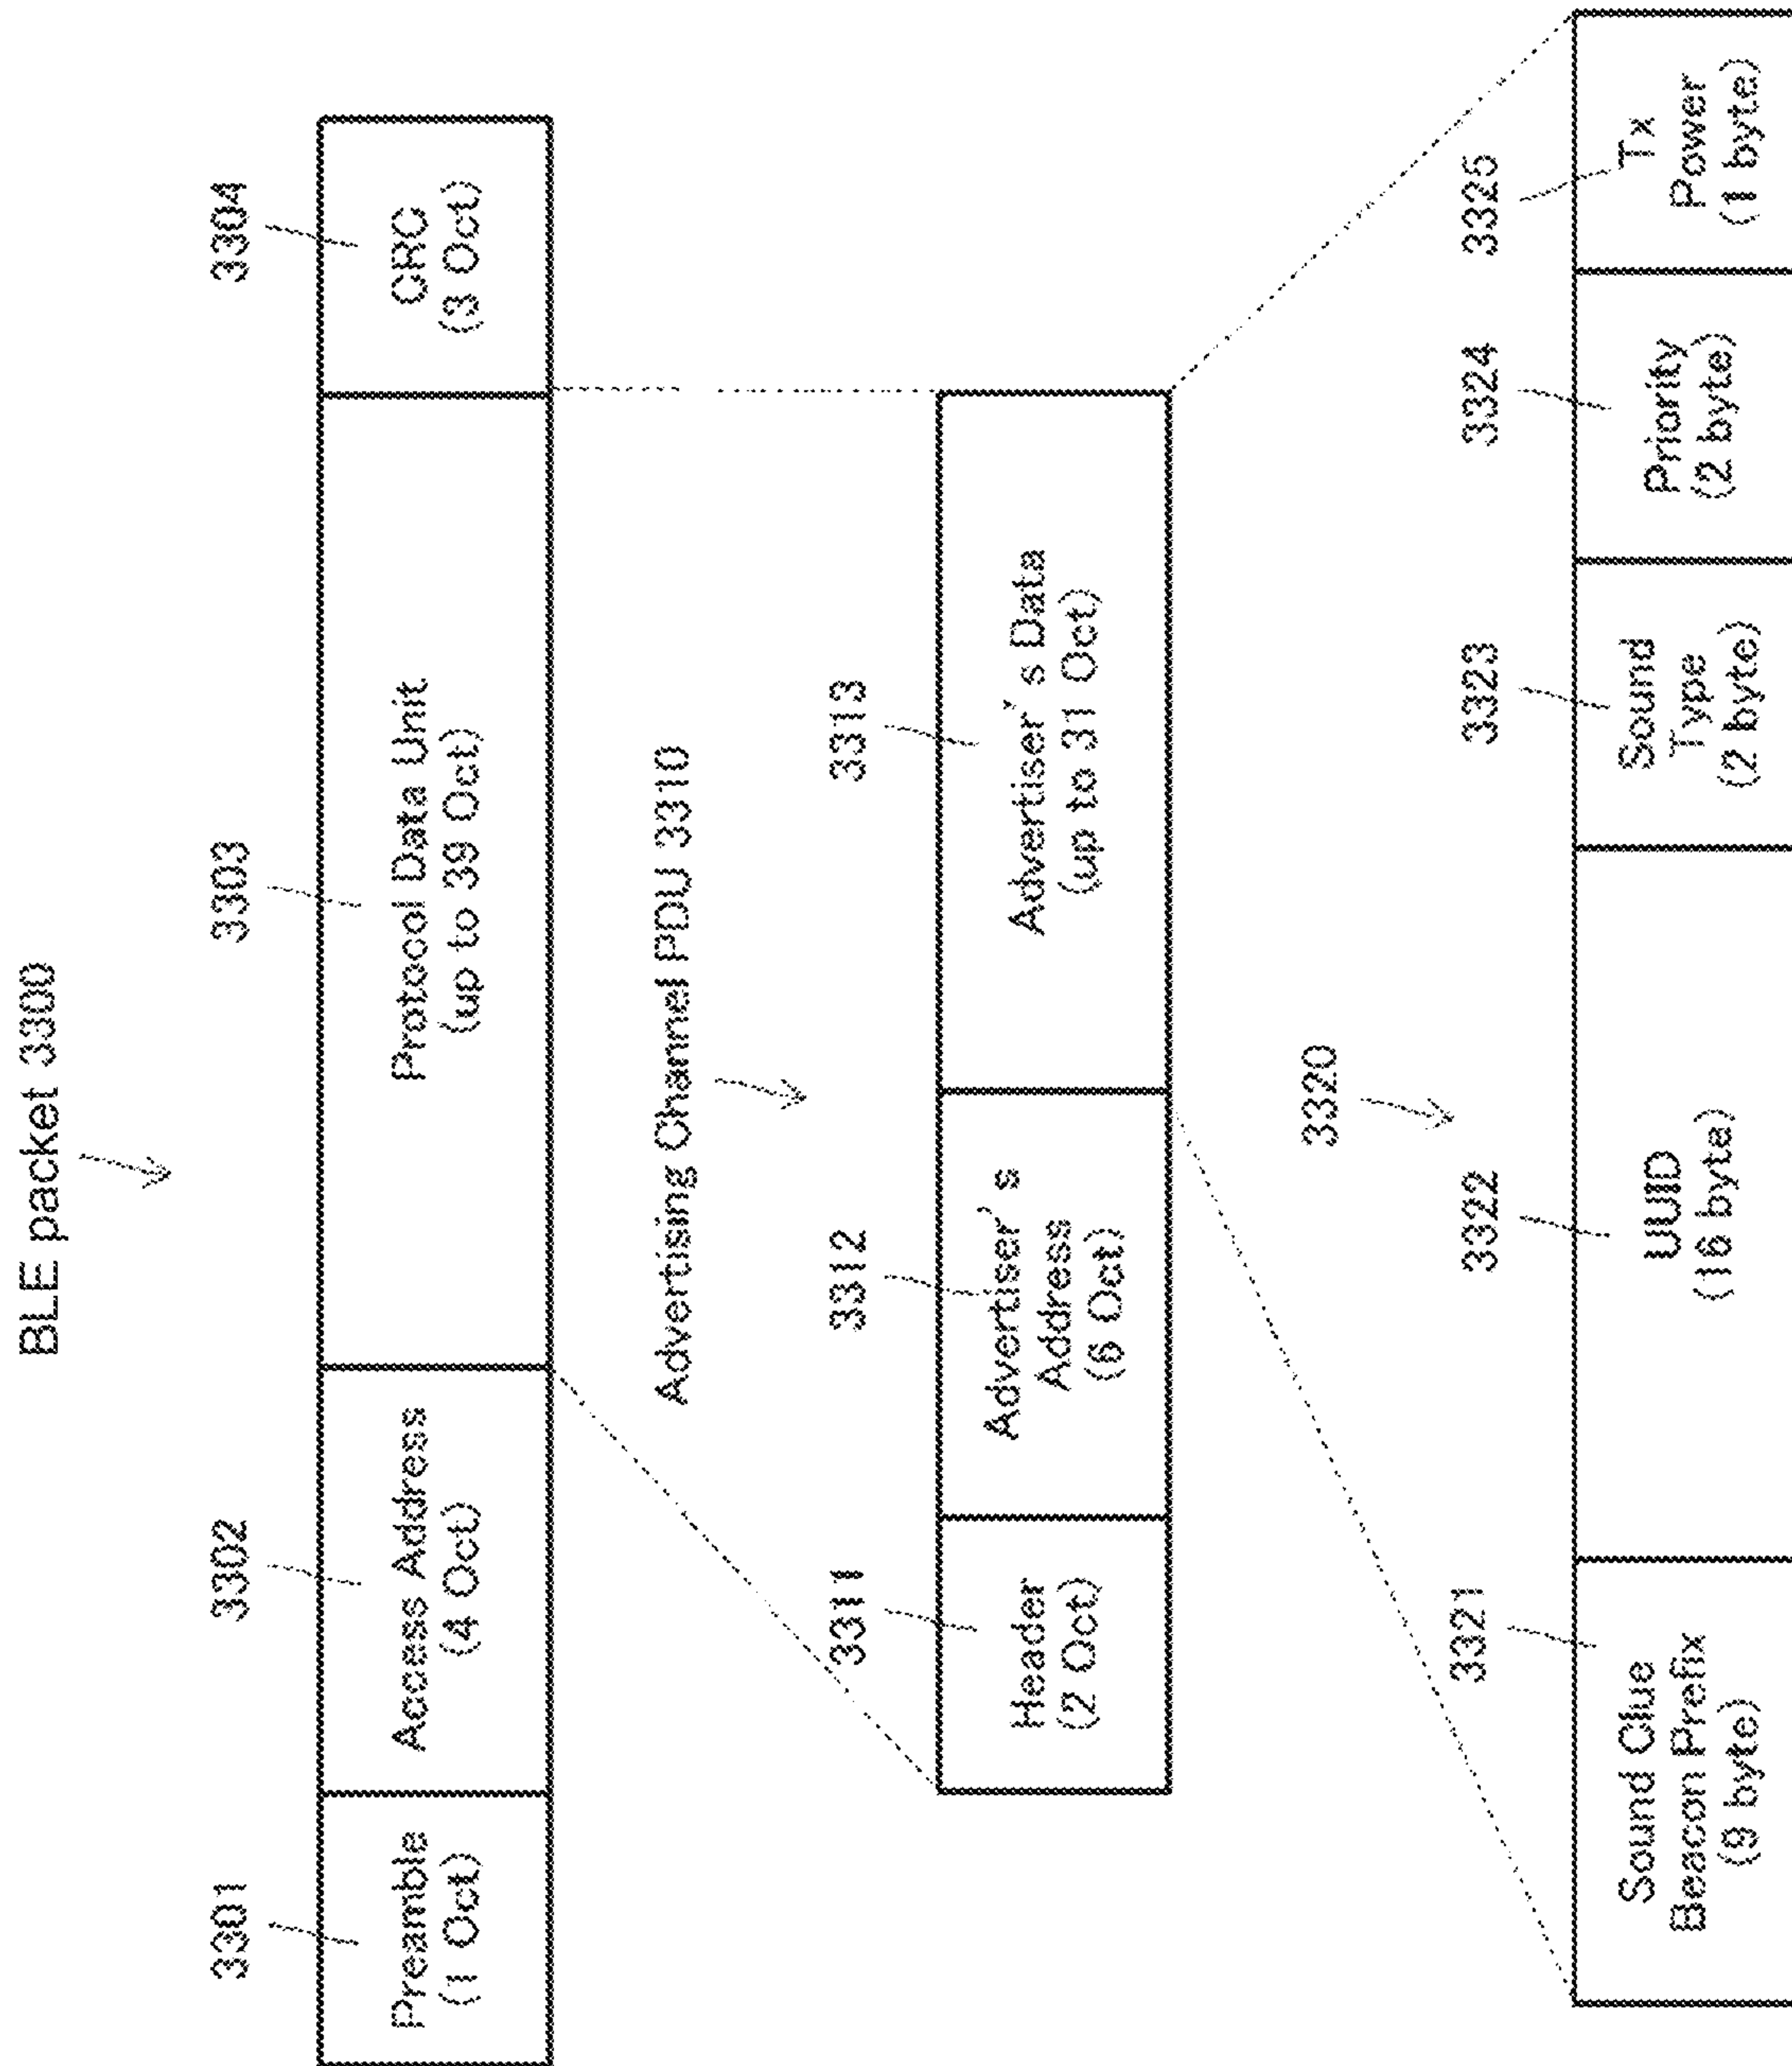 BLE packet 3300
3301
3302
3303
3304
Preamble
(1 Oct)
Access Address
(4 Oct)
Protocol Data Unit
(up to 39 Oct)
CRC
(3 Oct)
Advertising Channel PDU 3310
3311
3312
3313
Header
(2 Oct)
Advertiser's
Address
(6 Oct)
Advertiser's Data
(up to 31 Oct)
3320
3321
3322
3323
3324
3325
Sound Clue
Beacon Prefix
(9 byte)
UUID
(16 byte)
Sound
Type
(2 byte)
Priority
(2 byte)
Tx
Power
(1 byte)